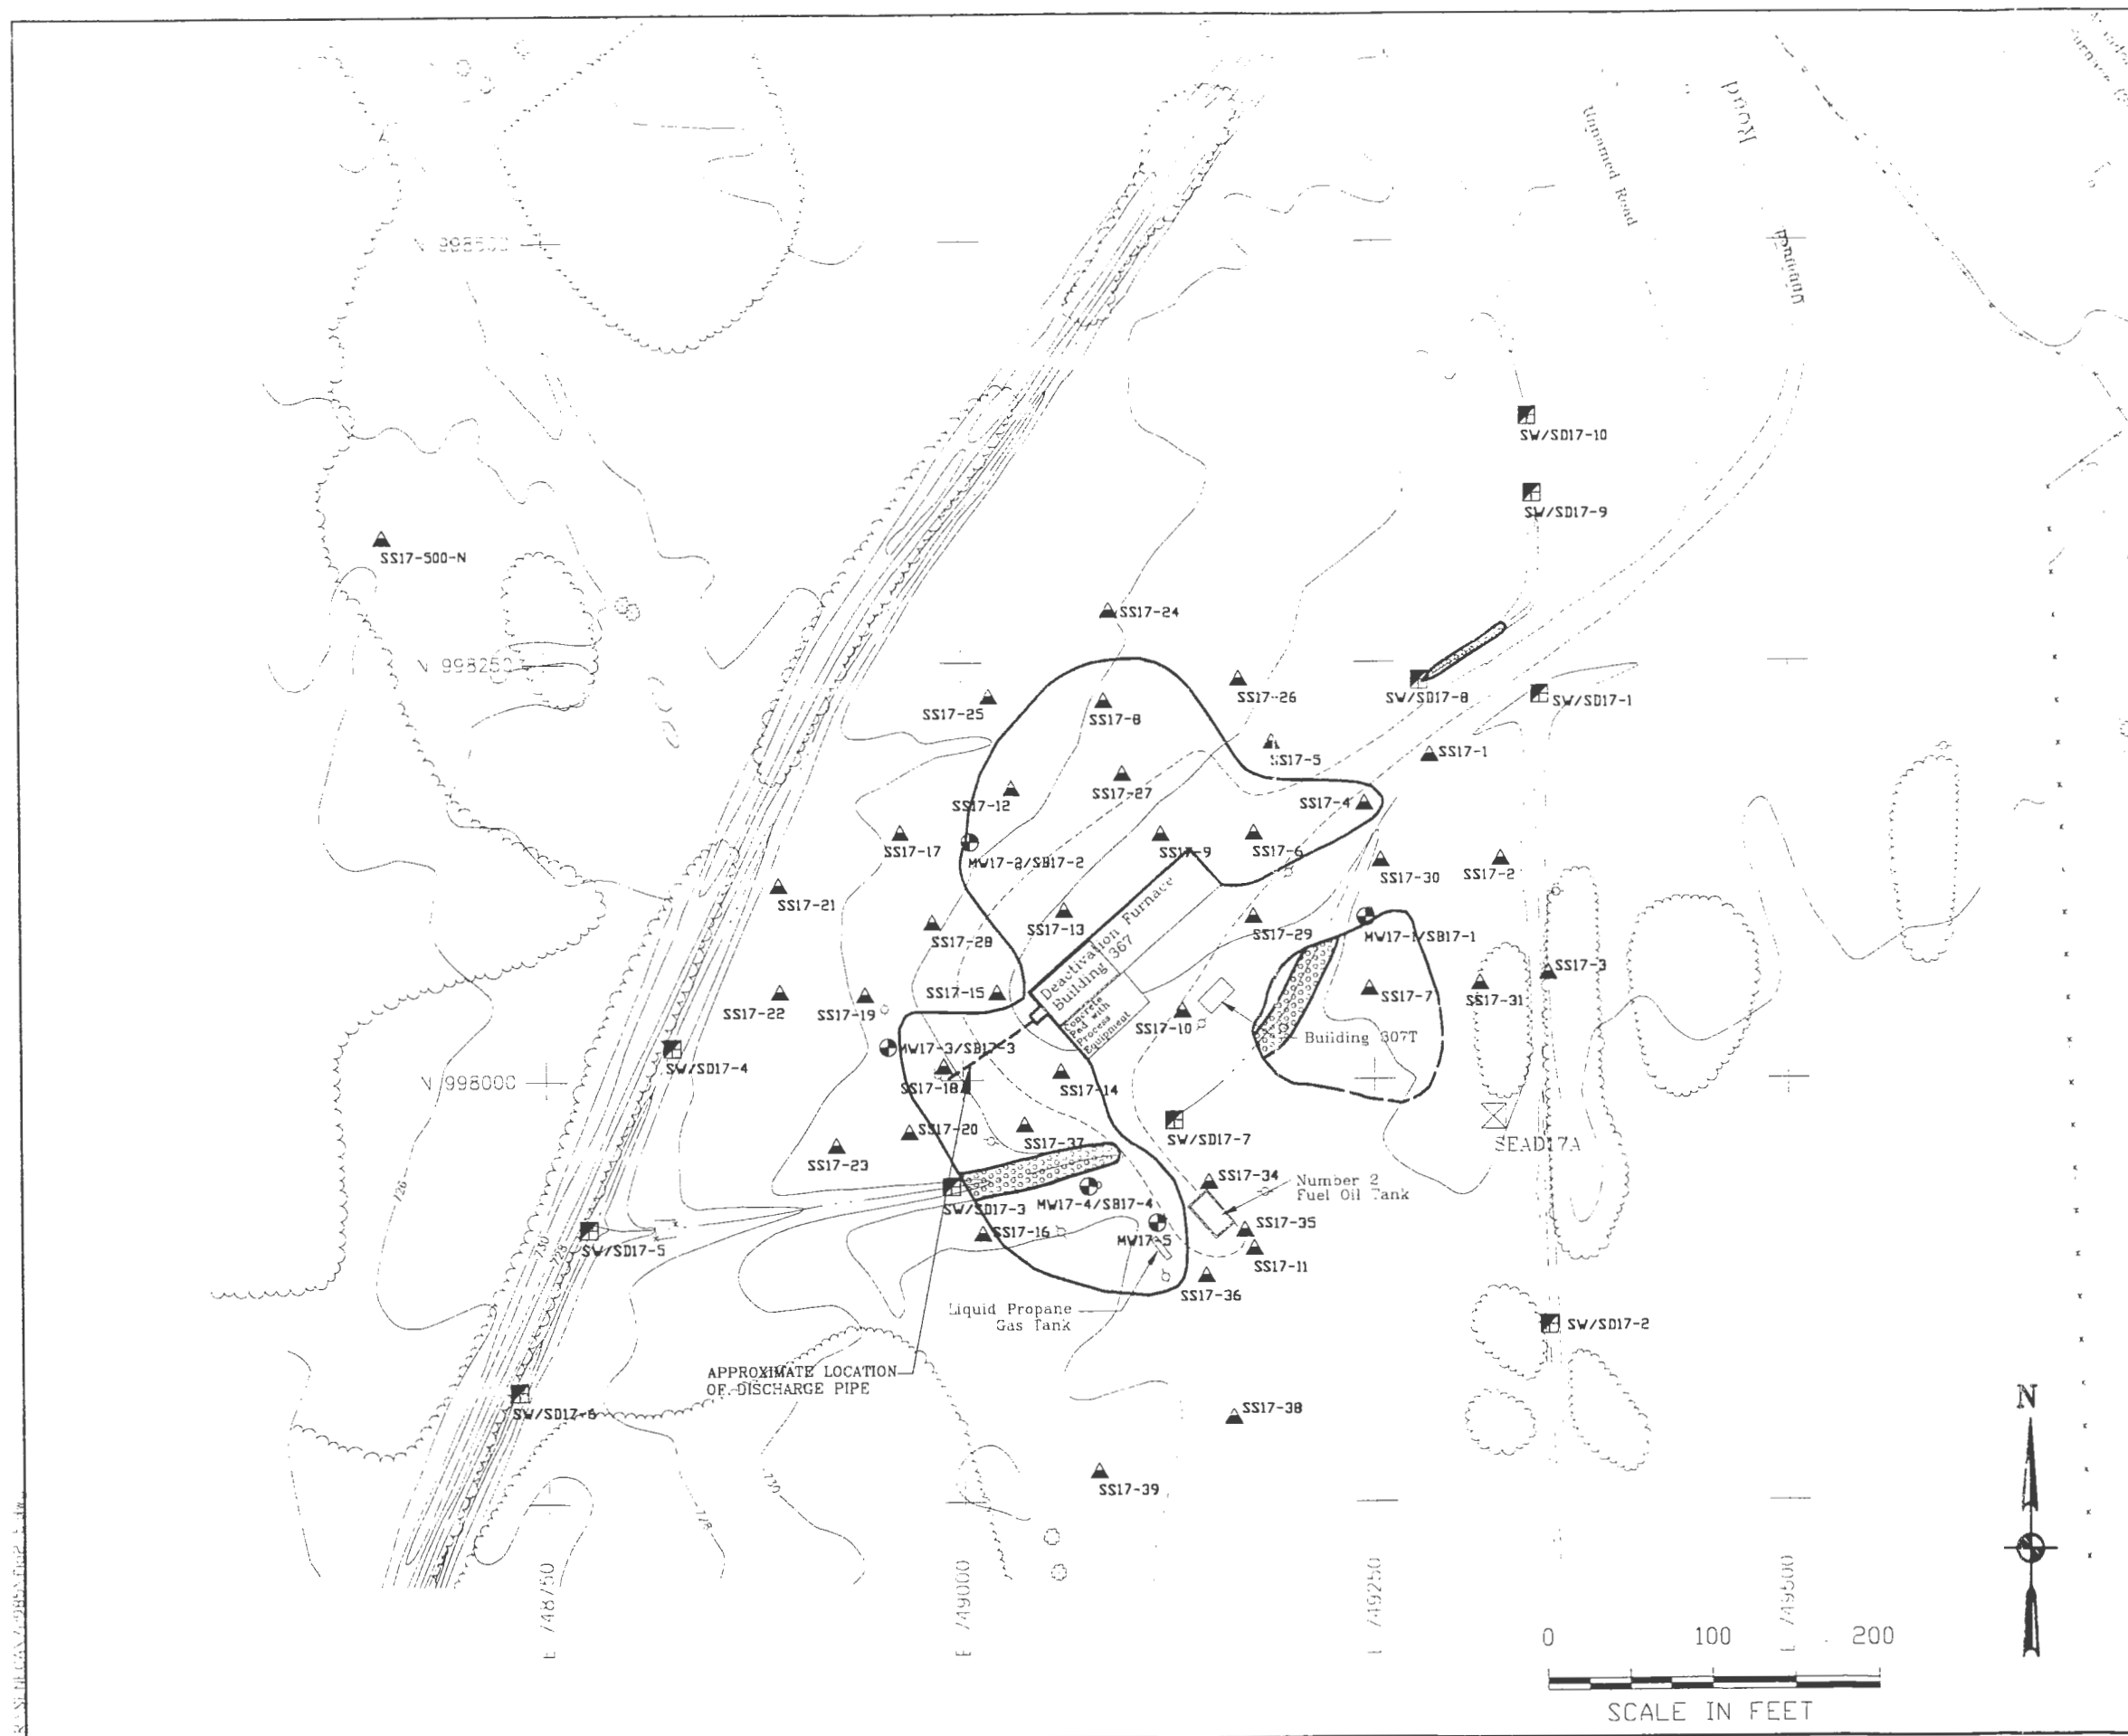 Road
Unnamed Road
Unnamed
N 998500
SW/SD17-10
SW/SD17-9
SS17-500-N
SS17-24
N 998250
SS17-26
SW/SD17-8
SW/SD17-1
SS17-25
SS17-8
SS17-5
SS17-1
SS17-12
SS17-27
SS17-4
SS17-17
MW17-2/SB17-2
SS17-9
SS17-6
SS17-30
SS17-2
SS17-21
SS17-28
SS17-13
Deactivation Furnace
Building 367
SS17-29
MW17-1/SB17-1
SS17-3
SS17-22
SS17-19
SS17-15
Concrete
Pad with
Process
Equipment
SS17-10
SS17-7
SS17-31
Building 307T
MW17-3/SB17-3
SW/SD17-4
N 998000
SS17-18
SS17-14
SS17-20
SS17-37
SW/SD17-7
SEAD17A
SS17-23
SS17-34
Number 2
Fuel Oil Tank
726
SW/SD17-3
MW17-4/SB17-4
SS17-16
MW17-5
SS17-35
SS17-11
730
728
SW/SD17-5
SS17-36
Liquid Propane
Gas Tank
SW/SD17-2
APPROXIMATE LOCATION
OF DISCHARGE PIPE
SW/SD17-6
SS17-38
N
SS17-39
730
728
E 748750
E 749000
E 749250
E 749500
0 100 200
SCALE IN FEET